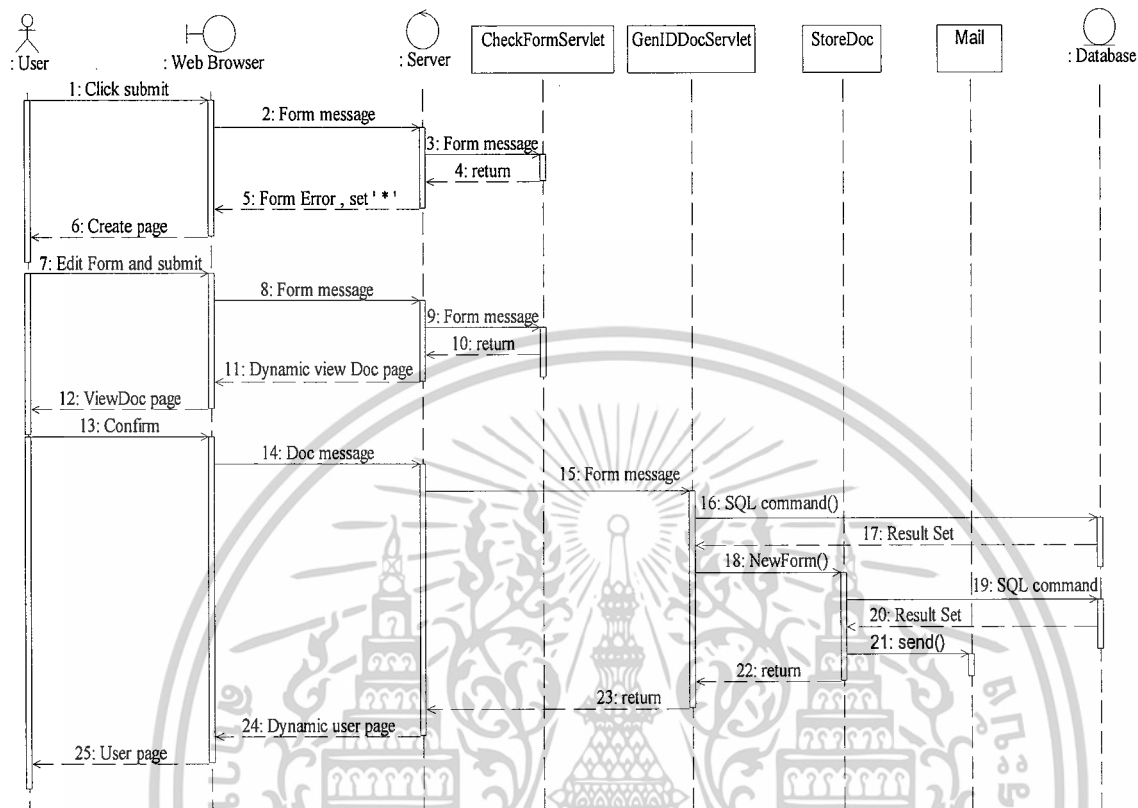 : User
: Web Browser
: Server
CheckFormServlet
GenIDDocServlet
StoreDoc
Mail
: Database
1: Click submit
2: Form message
3: Form message
4: return
5: Form Error , set ' * '
6: Create page
7: Edit Form and submit
8: Form message
9: Form message
10: return
11: Dynamic view Doc page
12: ViewDoc page
13: Confirm
14: Doc message
15: Form message
16: SQL command()
17: Result Set
18: NewForm()
19: SQL command
20: Result Set
21: send()
22: return
23: return
24: Dynamic user page
25: User page